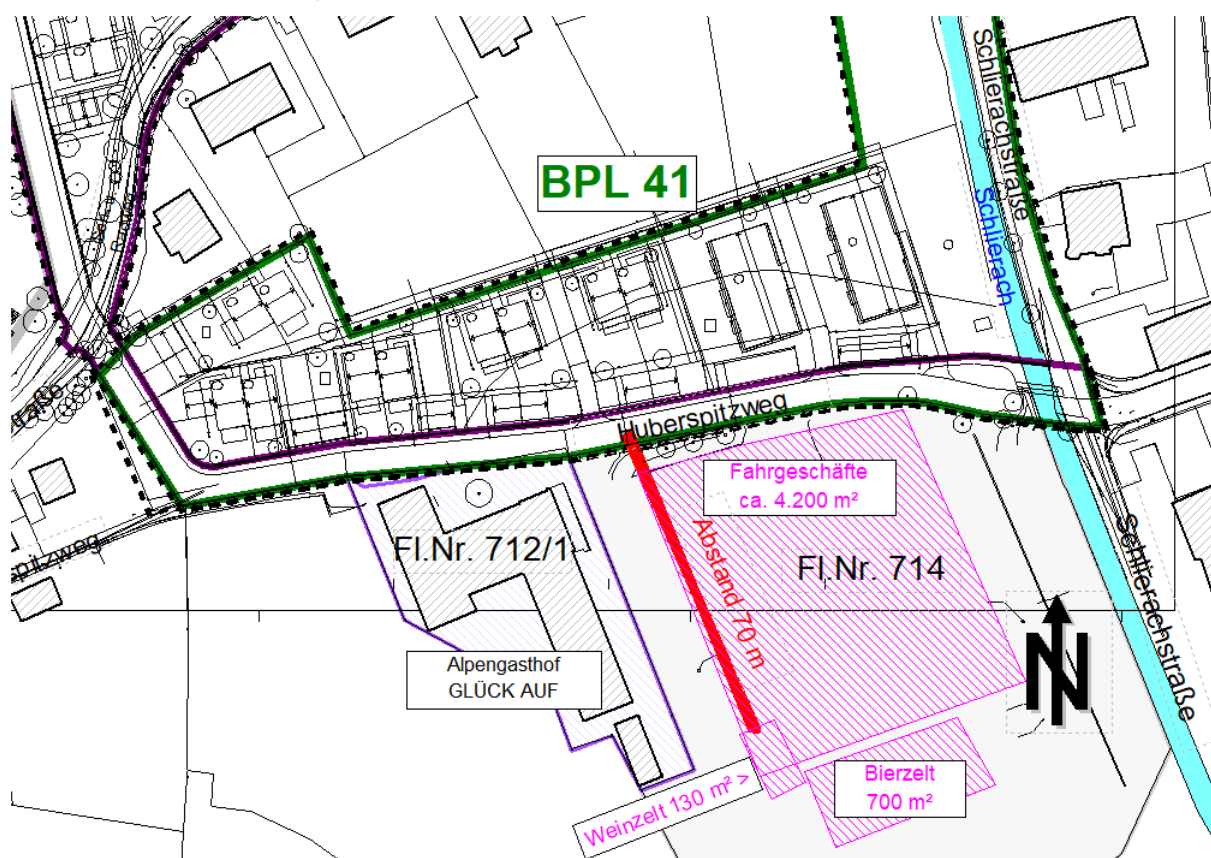 Schlierachstraße
Schlierach
BPL 41
Radweg
Huberspitzweg
Fahrgeschäfte
ca. 4.200 m²
Abstand 70 m
Fl.Nr. 712/1
Fl.Nr. 714
spitzweg
Alpengasthof
GLÜCK AUF
Schlierachstraße
N
Bierzelt
700 m²
Weinzelt 130 m² >